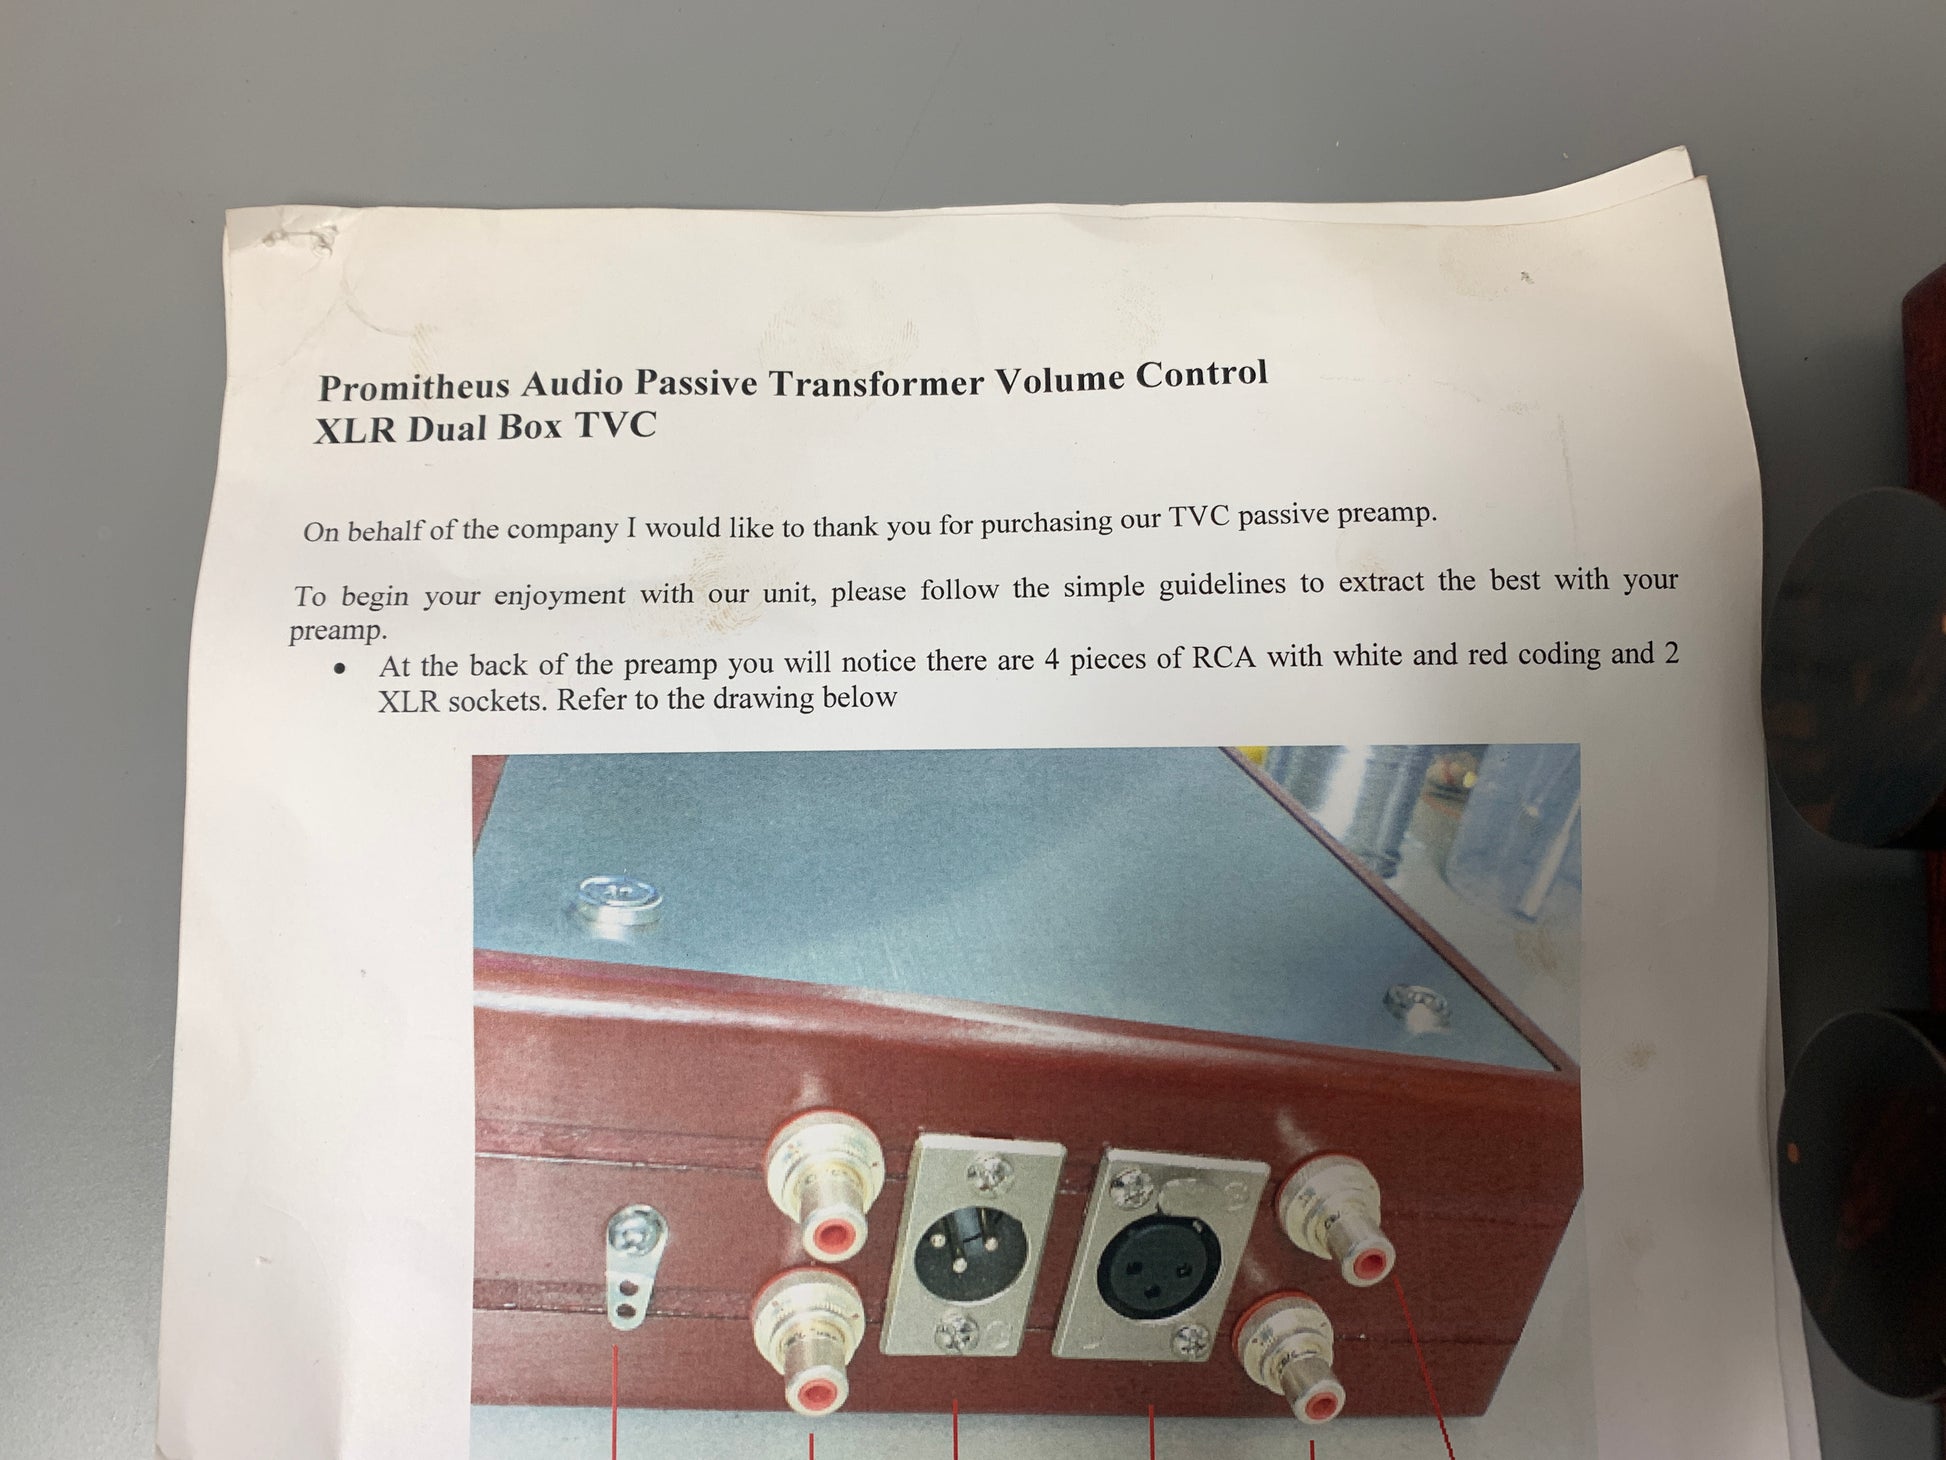 Promitheus Audio Passive Transformer Volume Control
XLR Dual Box TVC
On behalf of the company I would like to thank you for purchasing our TVC passive preamp.
To begin your enjoyment with our unit, please follow the simple guidelines to extract the best with your
preamp.
• At the back of the preamp you will notice there are 4 pieces of RCA with white and red coding and 2
XLR sockets. Refer to the drawing below